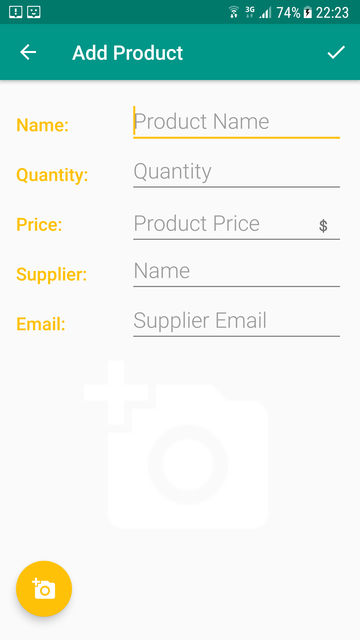 3G 74% 22:23
Add Product
Name: Product Name
Quantity: Quantity
Price: Product Price $
Supplier: Name
Email: Supplier Email